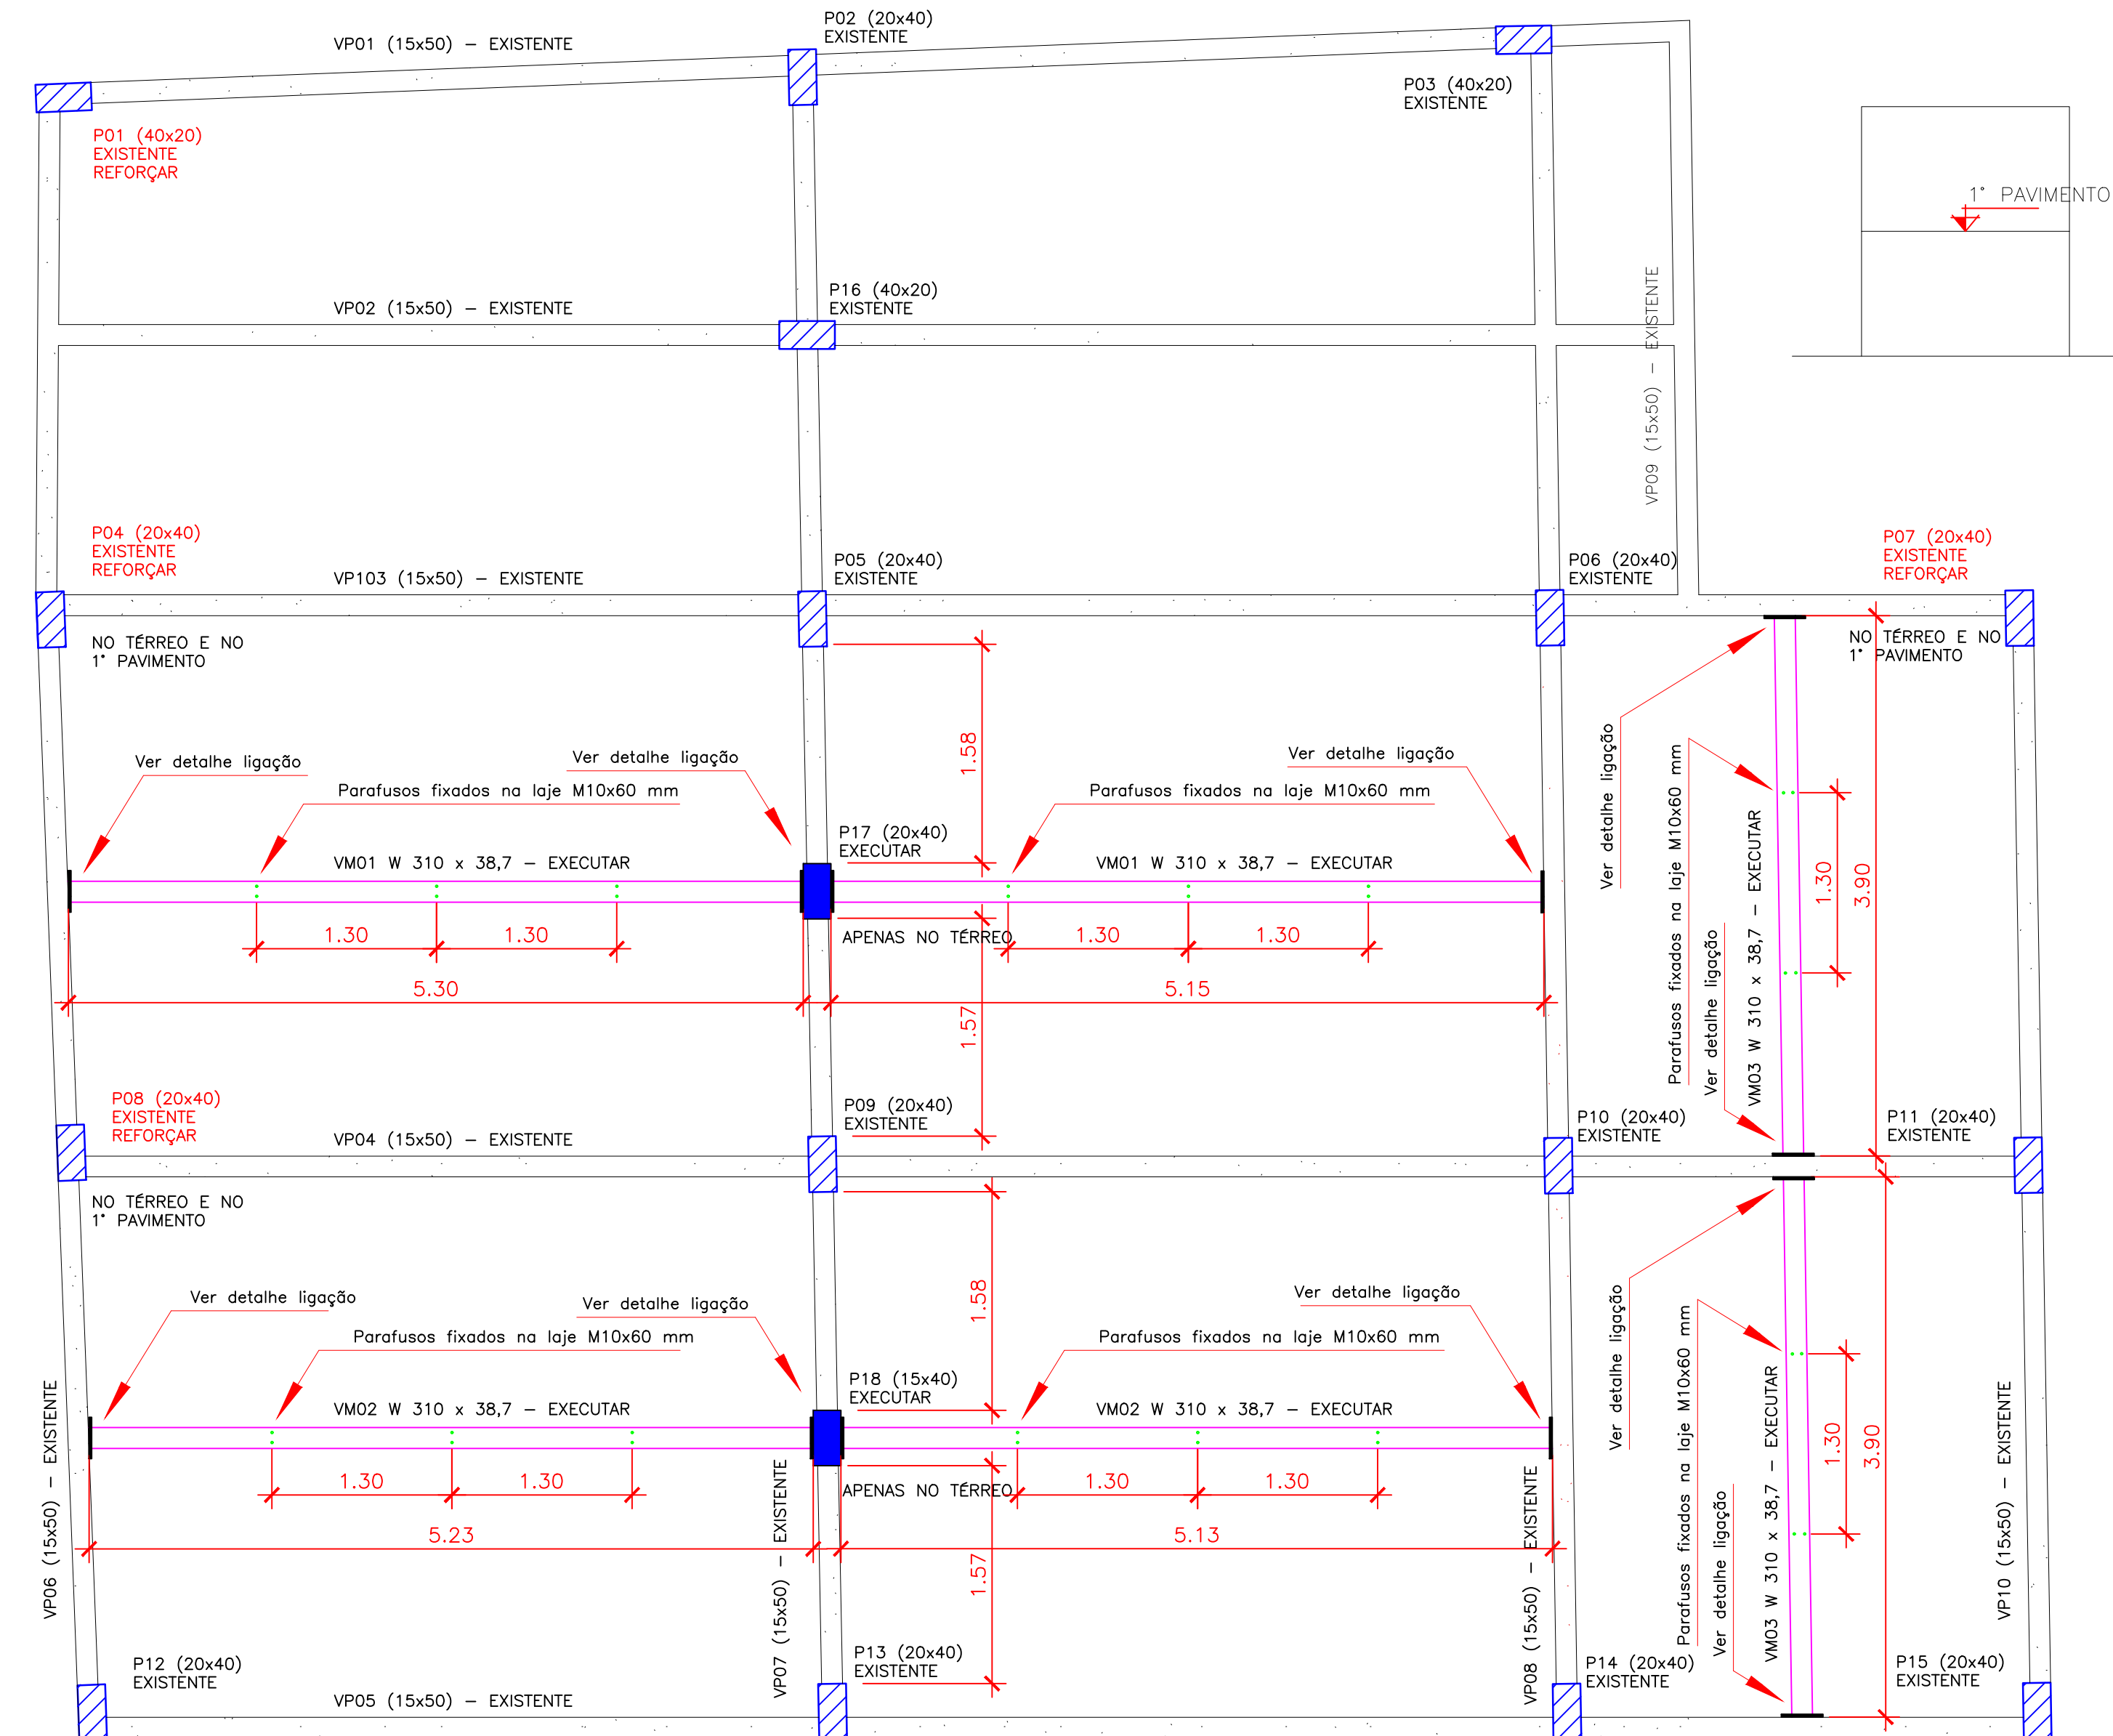 P02 (20x40)
EXISTENTE
VP01 (15x50) – EXISTENTE
P03 (40x20)
EXISTENTE
P01 (40x20)
EXISTENTE
REFORÇAR
1° PAVIMENTO
P16 (40x20)
EXISTENTE
VP02 (15x50) – EXISTENTE
VP09 (15x50) – EXISTENTE
P04 (20x40)
EXISTENTE
REFORÇAR
P05 (20x40)
EXISTENTE
VP103 (15x50) – EXISTENTE
P06 (20x40)
EXISTENTE
P07 (20x40)
EXISTENTE
REFORÇAR
NO TÉRREO E NO
1° PAVIMENTO
NO TÉRREO E NO
1° PAVIMENTO
1.58
Ver detalhe ligação
Ver detalhe ligação
Ver detalhe ligação
Parafusos fixados na laje M10x60 mm
Parafusos fixados na laje M10x60 mm
P17 (20x40)
EXECUTAR
VM01 W 310 x 38,7 – EXECUTAR
VM01 W 310 x 38,7 – EXECUTAR
Ver detalhe ligação
Parafusos fixados na laje M10x60 mm
Ver detalhe ligação
VM03 W 310 x 38,7 – EXECUTAR
1.30
3.90
1.30
1.30
APENAS NO TÉRREO
1.30
1.30
5.30
5.15
1.57
P08 (20x40)
EXISTENTE
REFORÇAR
P09 (20x40)
EXISTENTE
VP04 (15x50) – EXISTENTE
P10 (20x40)
EXISTENTE
P11 (20x40)
EXISTENTE
NO TÉRREO E NO
1° PAVIMENTO
1.58
Ver detalhe ligação
Ver detalhe ligação
Ver detalhe ligação
Parafusos fixados na laje M10x60 mm
Parafusos fixados na laje M10x60 mm
P18 (15x40)
EXECUTAR
VM02 W 310 x 38,7 – EXECUTAR
VM02 W 310 x 38,7 – EXECUTAR
Ver detalhe ligação
Parafusos fixados na laje M10x60 mm
Ver detalhe ligação
VM03 W 310 x 38,7 – EXECUTAR
1.30
3.90
1.30
1.30
APENAS NO TÉRREO
1.30
1.30
5.23
5.13
1.57
VP06 (15x50) – EXISTENTE
VP07 (15x50) – EXISTENTE
VP08 (15x50) – EXISTENTE
VP10 (15x50) – EXISTENTE
P12 (20x40)
EXISTENTE
P13 (20x40)
EXISTENTE
P14 (20x40)
EXISTENTE
P15 (20x40)
EXISTENTE
VP05 (15x50) – EXISTENTE